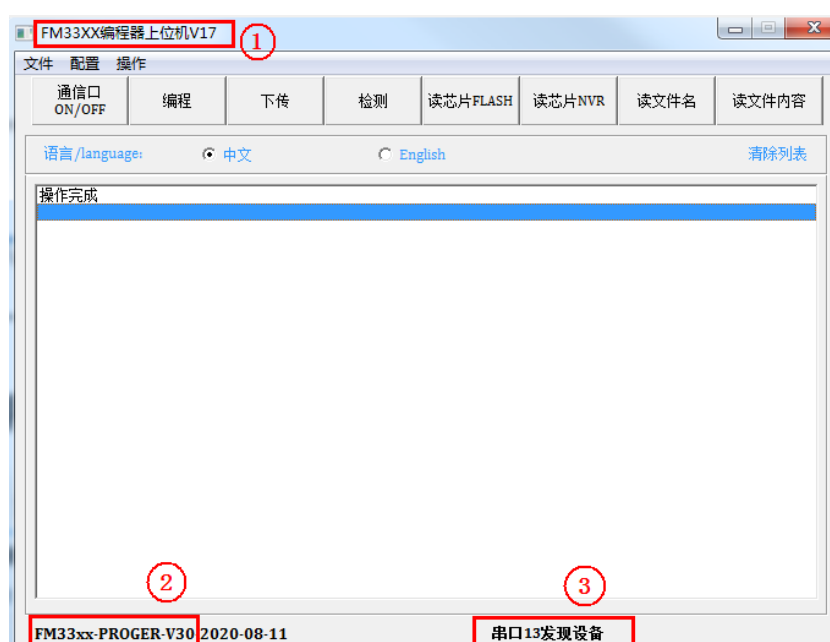 FM33XX编程器上位机V17
①
文件 配置 操作
通信口
ON/OFF
编程
下传
检测
读芯片FLASH
读芯片NVR
读文件名
读文件内容
语言/language: 中文 English 清除列表
操作完成
② ③
FM33xx-PROGER-V30 2020-08-11 串口13发现设备